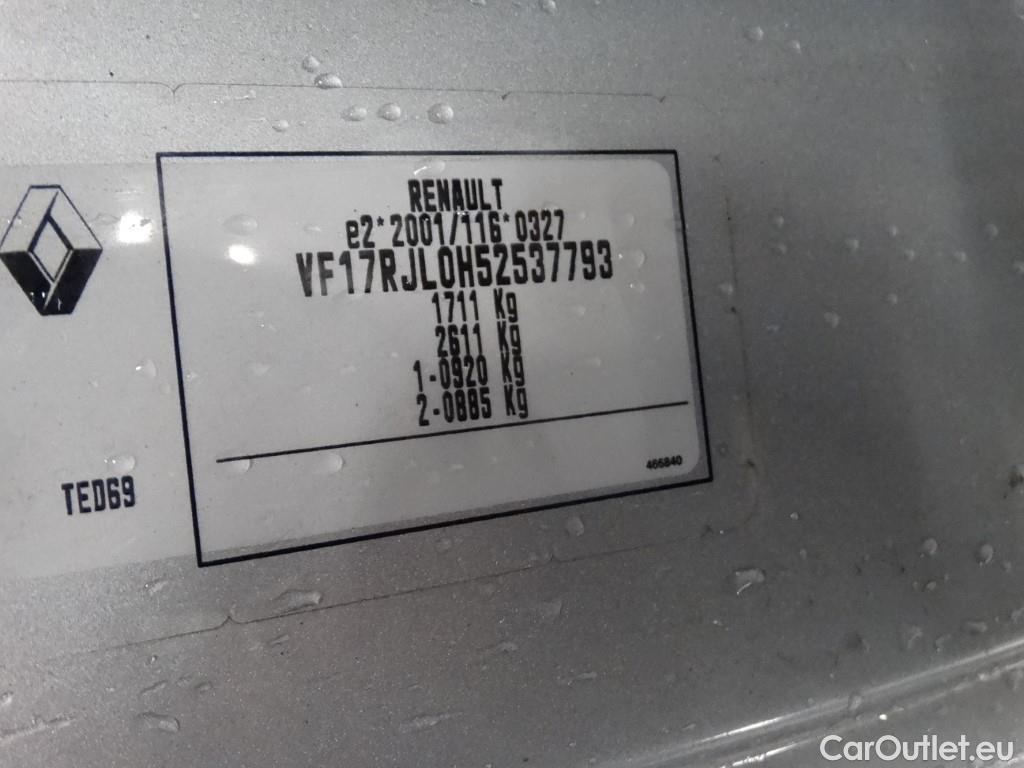 RENAULT
e2*2001/116*0327
VF17RJL0H52537793
1711 Kg
2611 Kg
1-0920 Kg
2-0885 Kg
466840
TED69
CarOutlet.eu